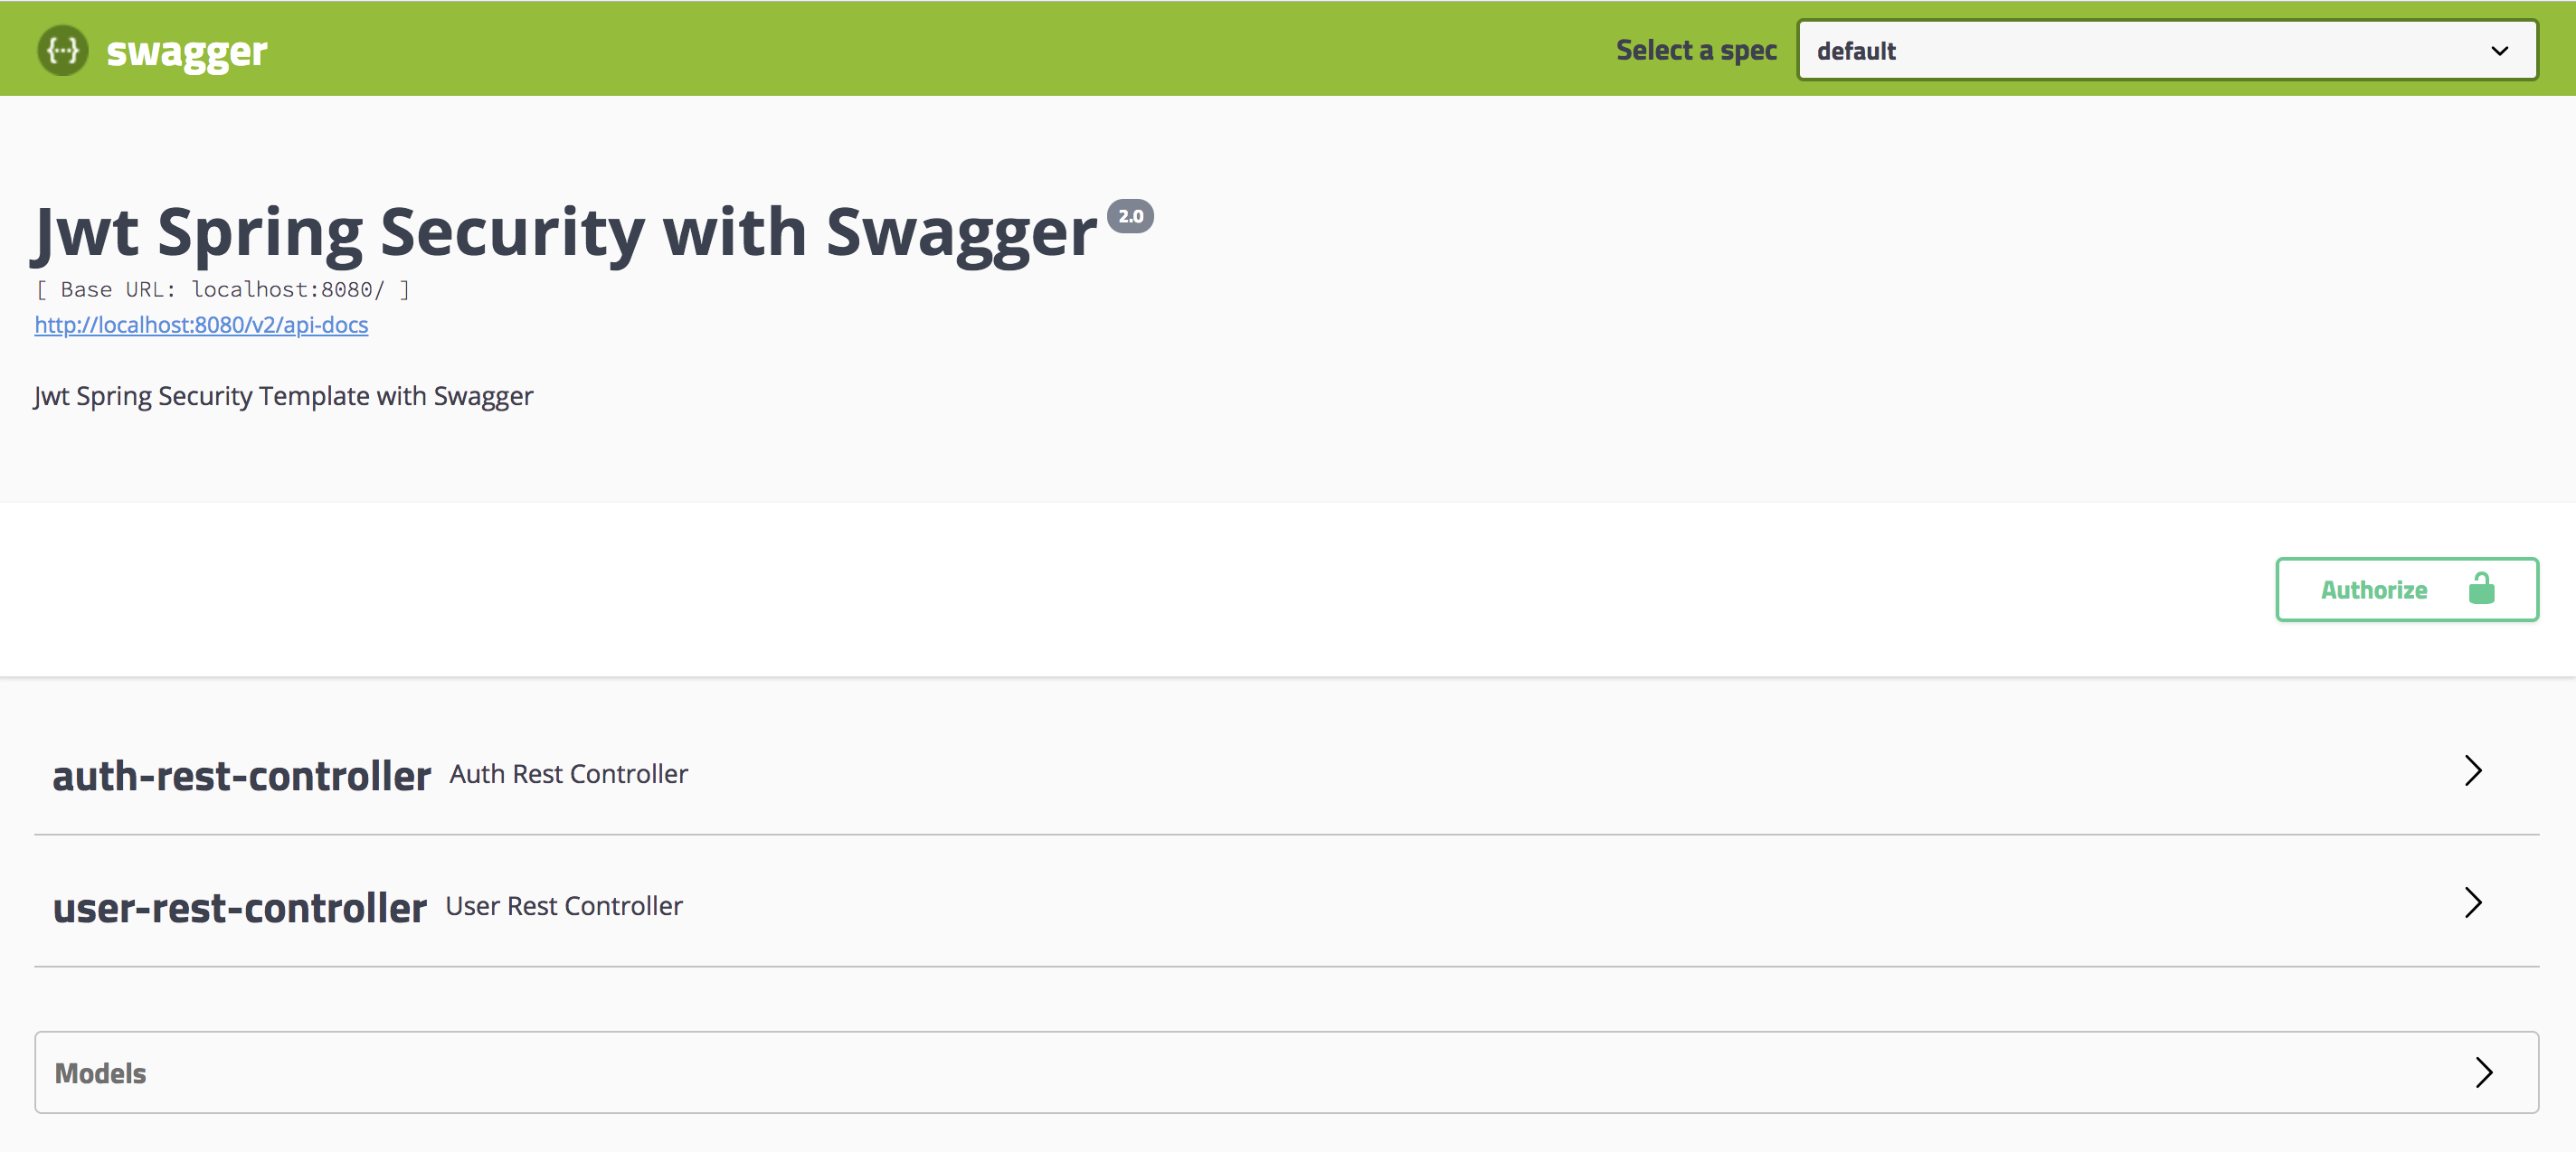 {···} swagger
Select a spec default
Jwt Spring Security with Swagger 2.0
[ Base URL: localhost:8080/ ]
http://localhost:8080/v2/api-docs
Jwt Spring Security Template with Swagger
Authorize
auth-rest-controller Auth Rest Controller
user-rest-controller User Rest Controller
Models